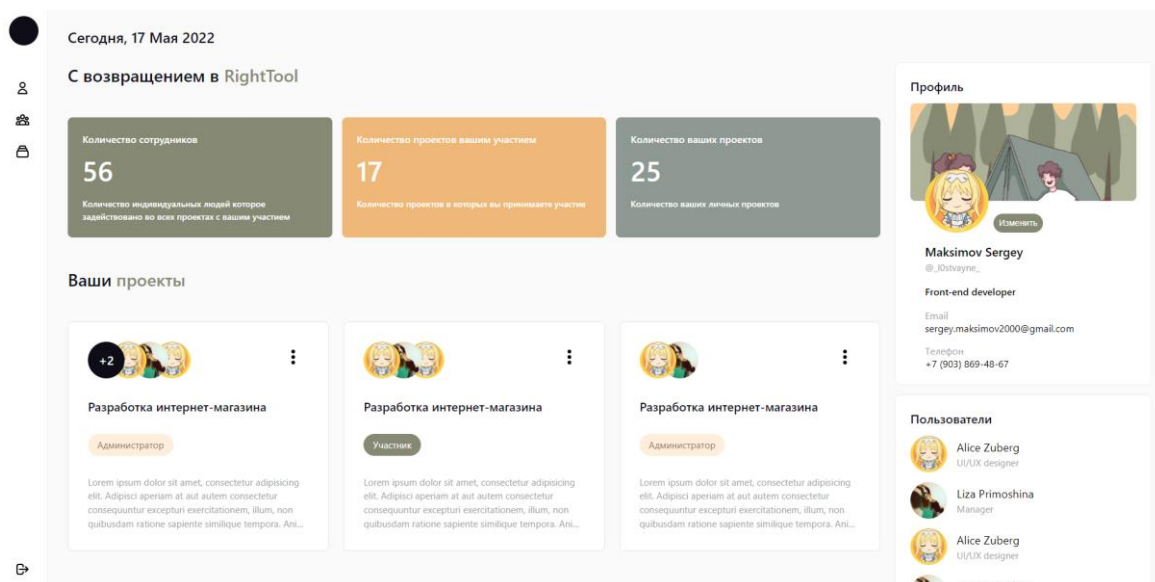 Сегодня, 17 Мая 2022
С возвращением в RightTool
Количество сотрудников
56
Количество индивидуальных людей которое
задействовано во всех проектах с вашим участием
Количество проектов вашим участием
17
Количество проектов в которых вы принимаете участие
Количество ваших проектов
25
Количество ваших личных проектов
Ваши проекты
+2
Разработка интернет-магазина
Администратор
Lorem ipsum dolor sit amet, consectetur adipisicing
elit. Adipisci aperiam at aut autem consectetur
consequuntur excepturi exercitationem, illum, non
quibusdam ratione sapiente similique tempora. Ani...
Разработка интернет-магазина
Участник
Lorem ipsum dolor sit amet, consectetur adipisicing
elit. Adipisci aperiam at aut autem consectetur
consequuntur excepturi exercitationem, illum, non
quibusdam ratione sapiente similique tempora. Ani...
Разработка интернет-магазина
Администратор
Lorem ipsum dolor sit amet, consectetur adipisicing
elit. Adipisci aperiam at aut autem consectetur
consequuntur excepturi exercitationem, illum, non
quibusdam ratione sapiente similique tempora. Ani...
Профиль
Изменить
Maksimov Sergey
@_l0stvayne_
Front-end developer
Email
sergey.maksimov2000@gmail.com
Телефон
+7 (903) 869-48-67
Пользователи
Alice Zuberg
UI/UX designer
Liza Primoshina
Manager
Alice Zuberg
UI/UX designer